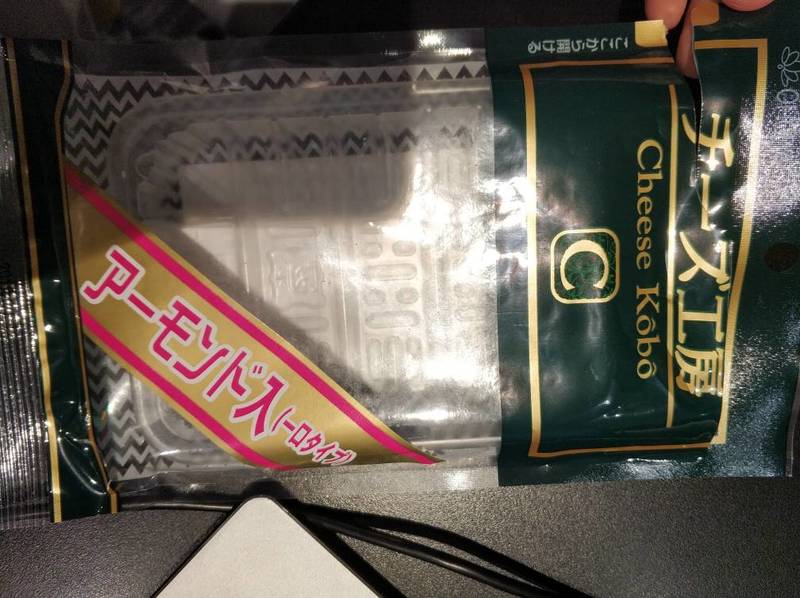 ここから開ける
チーズ工房
Cheese Kôbô
C
アーモンド入(一口タイプ)